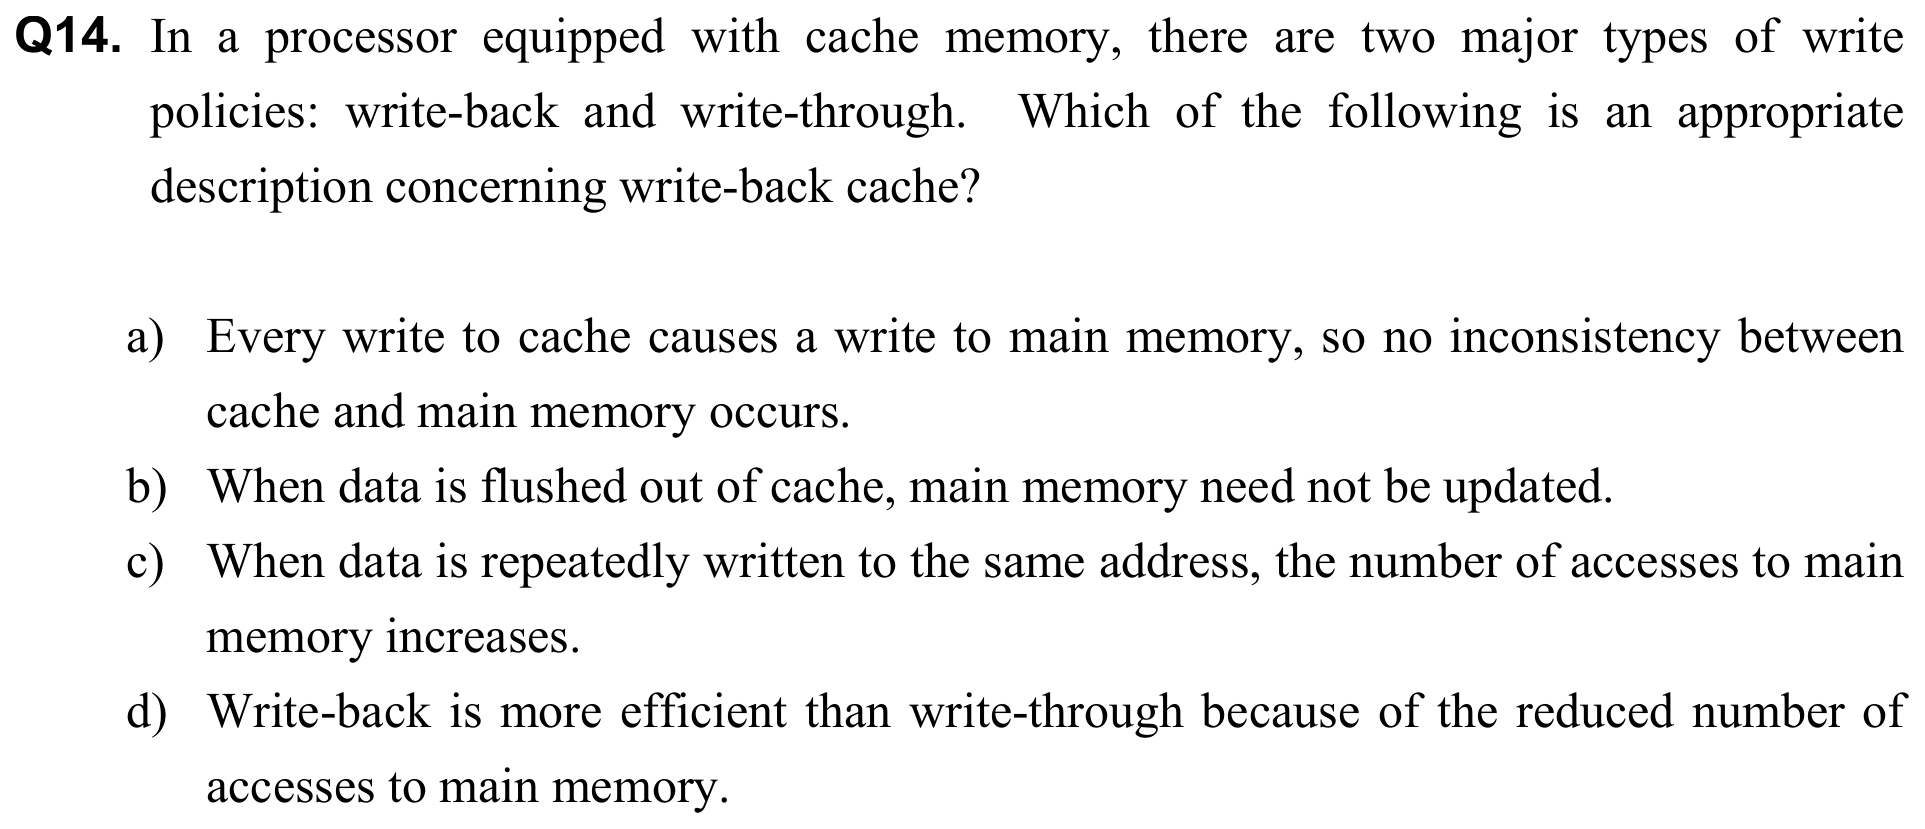 Q14. In a processor equipped with cache memory, there are two major types of write
policies: write-back and write-through. Which of the following is an appropriate
description concerning write-back cache?
a) Every write to cache causes a write to main memory, so no inconsistency between
cache and main memory occurs.
b) When data is flushed out of cache, main memory need not be updated.
c) When data is repeatedly written to the same address, the number of accesses to main
memory increases.
d) Write-back is more efficient than write-through because of the reduced number of
accesses to main memory.